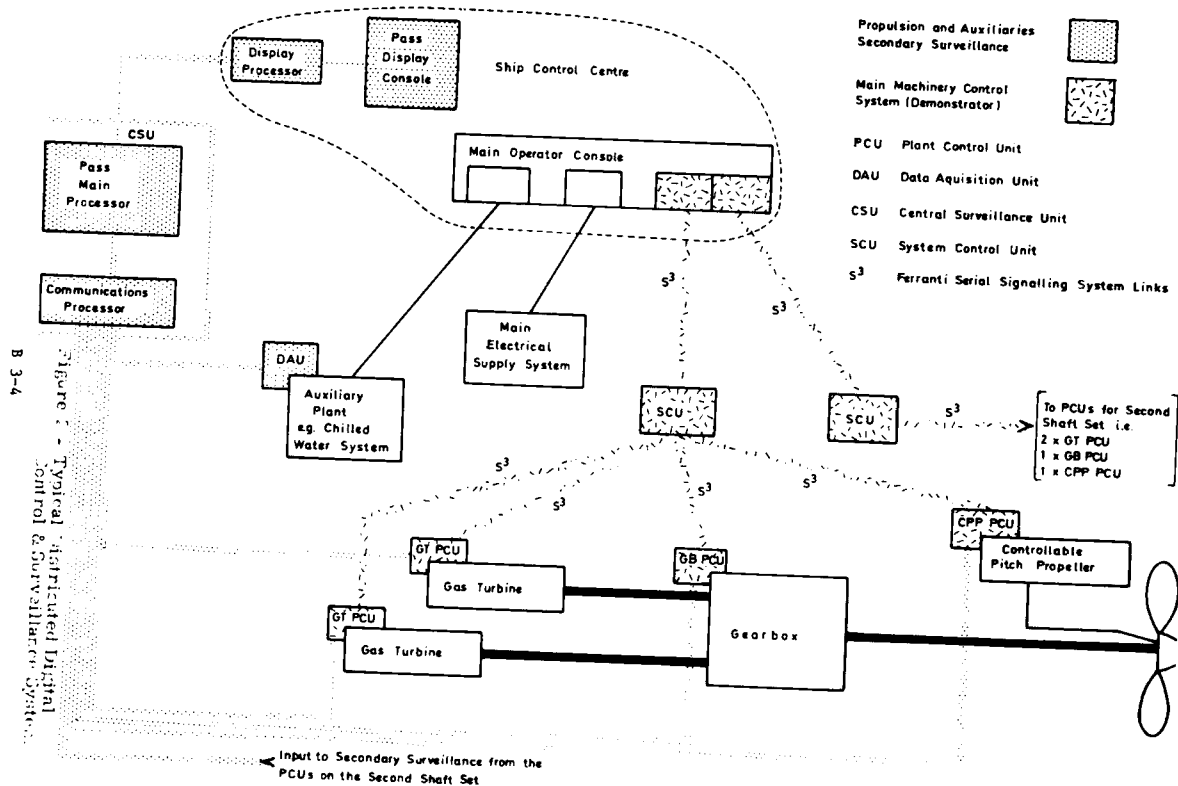 Display
Processor
Pass
Display
Console
Ship Control Centre
Propulsion and Auxiliaries
Secondary Surveillance
Main Machinery Control
System (Demonstrator)
PCU Plant Control Unit
DAU Data Aquisition Unit
CSU Central Surveillance Unit
SCU System Control Unit
S³ Ferranti Serial Signalling System Links
CSU
Pass
Main
Processor
Communications
Processor
Main Operator Console
S³
S³
DAU
Auxiliary
Plant
e.g. Chilled
Water System
Main
Electrical
Supply System
SCU
SCU
S³
To PCUs for Second
Shaft Set i.e.
2 x GT PCU
1 x GB PCU
1 x CPP PCU
S³
S³
S³
S³
GT PCU
Gas Turbine
GT PCU
Gas Turbine
GB PCU
Gearbox
CPP PCU
Controllable
Pitch Propeller
Input to Secondary Surveillance from the
PCUs on the Second Shaft Set
Figure - Typical Digital
Control & Surveillance
B 3-4